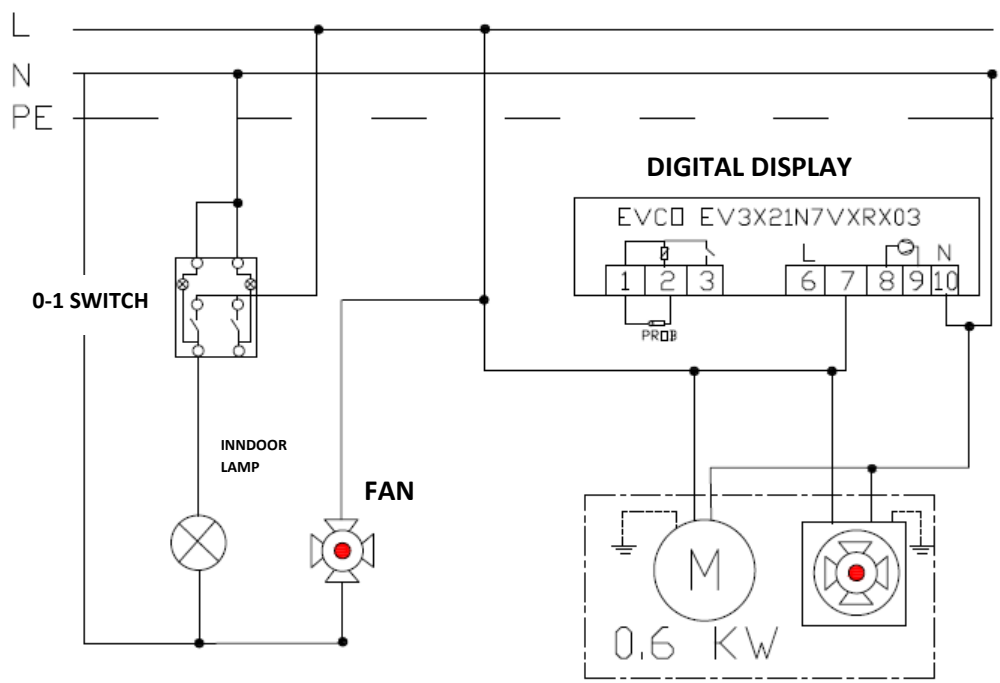 L
N
PE
DIGITAL DISPLAY
EVCO EV3X21N7VXRX03
L N
1 2 3 6 7 8 9 10
0-1 SWITCH
PROB
INNDOOR
LAMP
FAN
M
0.6 KW